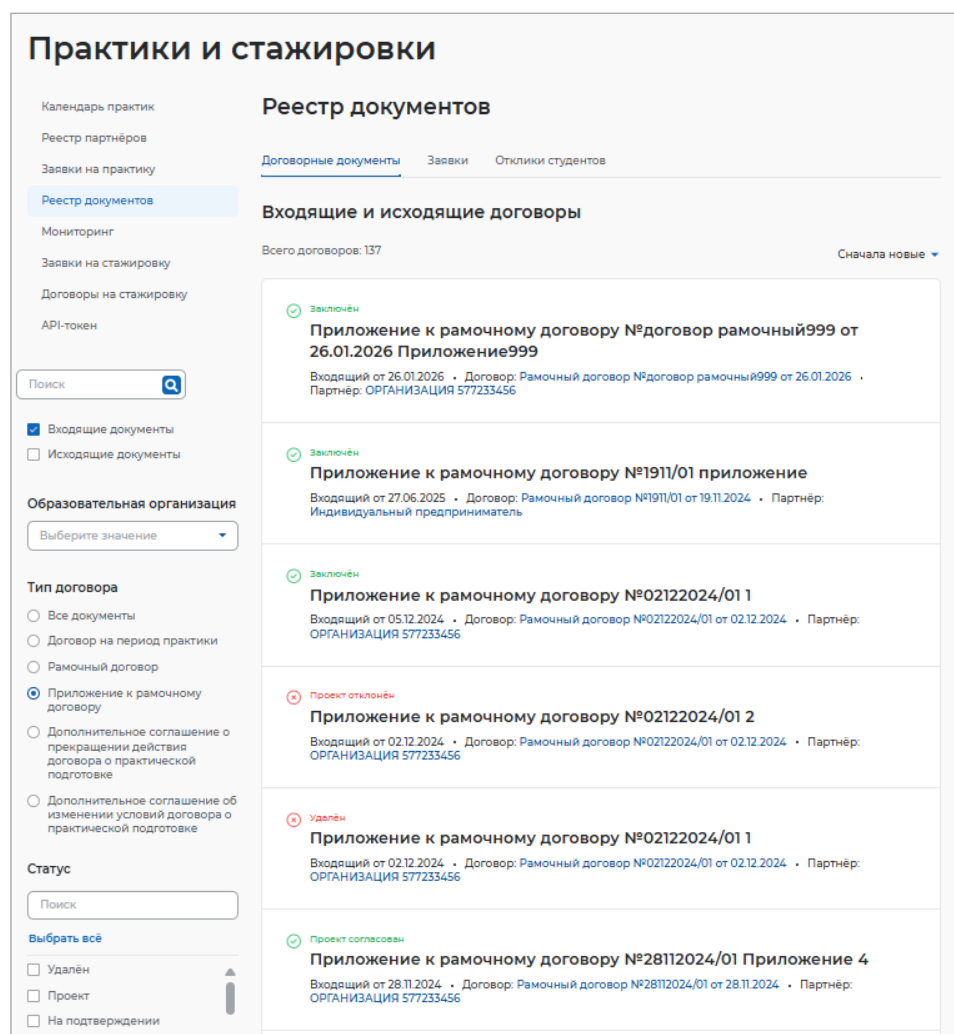 Практики и стажировки
Календарь практик
Реестр партнёров
Заявки на практику
Реестр документов
Мониторинг
Заявки на стажировку
Договоры на стажировку
API-токен
Поиск
Входящие документы
Исходящие документы
Образовательная организация
Выберите значение
Тип договора
Все документы
Договор на период практики
Рамочный договор
Приложение к рамочному
договору
Дополнительное соглашение о
прекращении действия
договора о практической
подготовке
Дополнительное соглашение об
изменении условий договора о
практической подготовке
Статус
Поиск
Выбрать всё
Удалён
Проект
На подтверждении
Реестр документов
Договорные документы Заявки Отклики студентов
Входящие и исходящие договоры
Всего договоров: 137
Сначала новые
Заключён
Приложение к рамочному договору №договор рамочный999 от
26.01.2026 Приложение999
Входящий от 26.01.2026 • Договор: Рамочный договор №договор рамочный999 от 26.01.2026 •
Партнёр: ОРГАНИЗАЦИЯ 577233456
Заключён
Приложение к рамочному договору №1911/01 приложение
Входящий от 27.06.2025 • Договор: Рамочный договор №1911/01 от 19.11.2024 • Партнёр:
Индивидуальный предприниматель
Заключён
Приложение к рамочному договору №02122024/01 1
Входящий от 05.12.2024 • Договор: Рамочный договор №02122024/01 от 02.12.2024 • Партнёр:
ОРГАНИЗАЦИЯ 577233456
Проект отклонён
Приложение к рамочному договору №02122024/01 2
Входящий от 02.12.2024 • Договор: Рамочный договор №02122024/01 от 02.12.2024 • Партнёр:
ОРГАНИЗАЦИЯ 577233456
Удалён
Приложение к рамочному договору №02122024/01 1
Входящий от 02.12.2024 • Договор: Рамочный договор №02122024/01 от 02.12.2024 • Партнёр:
ОРГАНИЗАЦИЯ 577233456
Проект согласован
Приложение к рамочному договору №28112024/01 Приложение 4
Входящий от 28.11.2024 • Договор: Рамочный договор №28112024/01 от 28.11.2024 • Партнёр:
ОРГАНИЗАЦИЯ 577233456